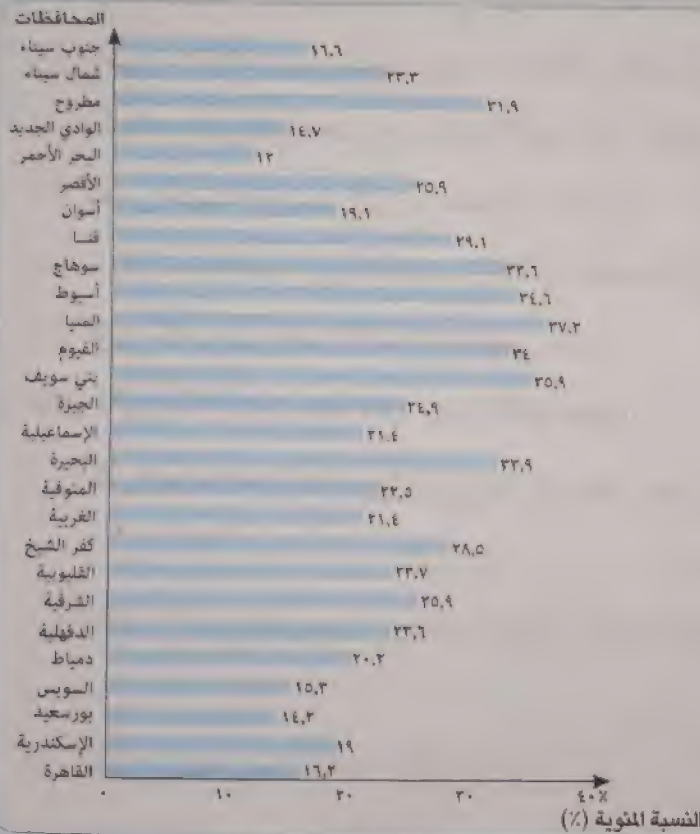 المحافظات
جنوب سيناء ١٦,٦
شمال سيناء ٢٣,٣
مطروح ٣١,٩
الوادي الجديد ١٤,٧
البحر الأحمر ١٢
الأقصر ٢٥,٩
أسوان ١٩,١
قنا ٢٩,١
سوهاج ٣٣,٦
أسيوط ٣٤,٦
المنيا ٣٧,٢
الفيوم ٣٤
بني سويف ٣٥,٩
الجيزة ٢٤,٩
الإسماعيلية ٢١,٤
البحيرة ٣٢,٩
المنوفية ٢٢,٥
الغربية ٢١,٤
كفر الشيخ ٢٨,٥
القليوبية ٢٣,٧
الشرقية ٢٥,٩
الدقهلية ٢٣,٦
دمياط ٢٠,٢
السويس ١٥,٣
بورسعيد ١٤,٢
الإسكندرية ١٩
القاهرة ١٦,٢
٠ ١٠ ٢٠ ٣٠ ٤٠٪
النسبة المئوية (٪)